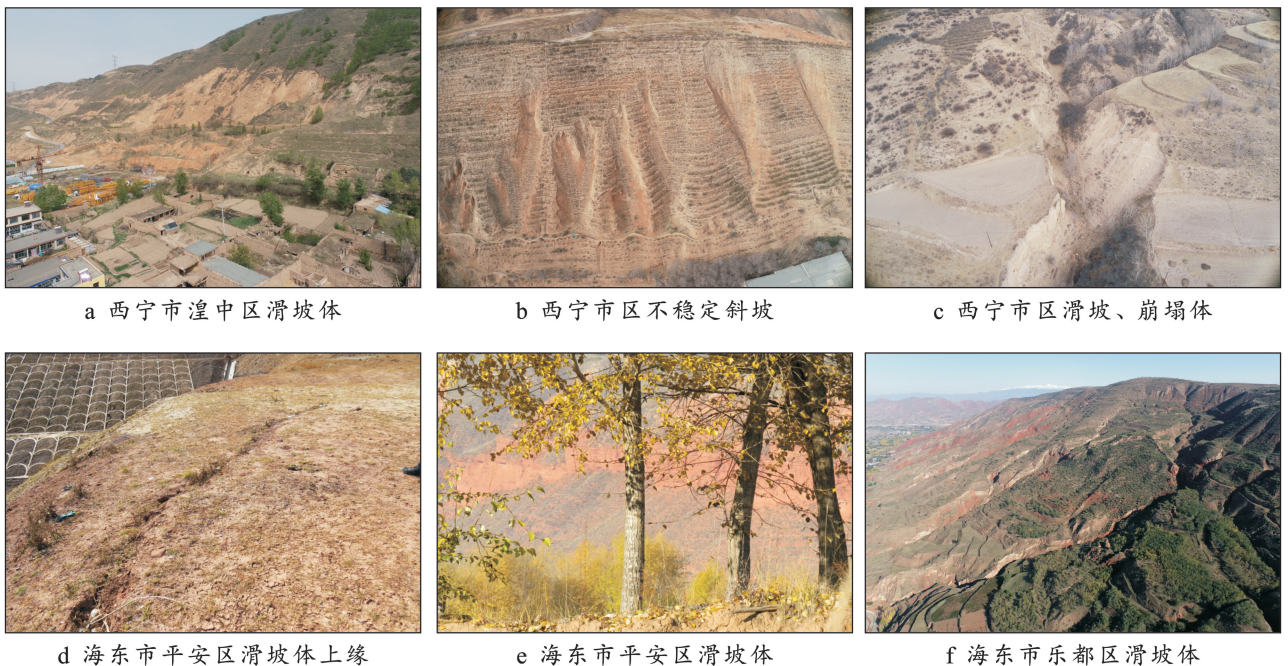 a 西宁市湟中区滑坡体
b 西宁市区不稳定斜坡
c 西宁市区滑坡、崩塌体
d 海东市平安区滑坡体上缘
e 海东市平安区滑坡体
f 海东市乐都区滑坡体